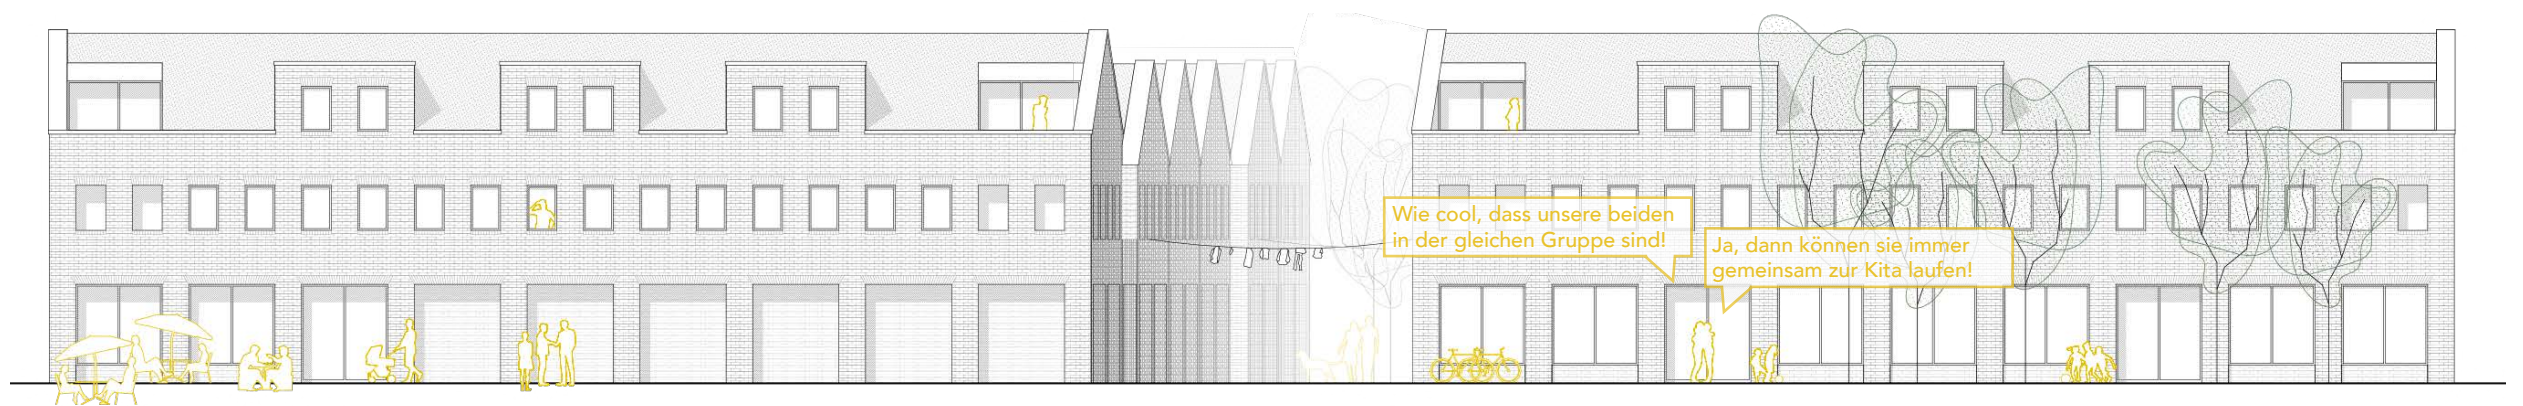 Wie cool, dass unsere beiden
in der gleichen Gruppe sind!
Ja, dann können sie immer
gemeinsam zur Kita laufen!